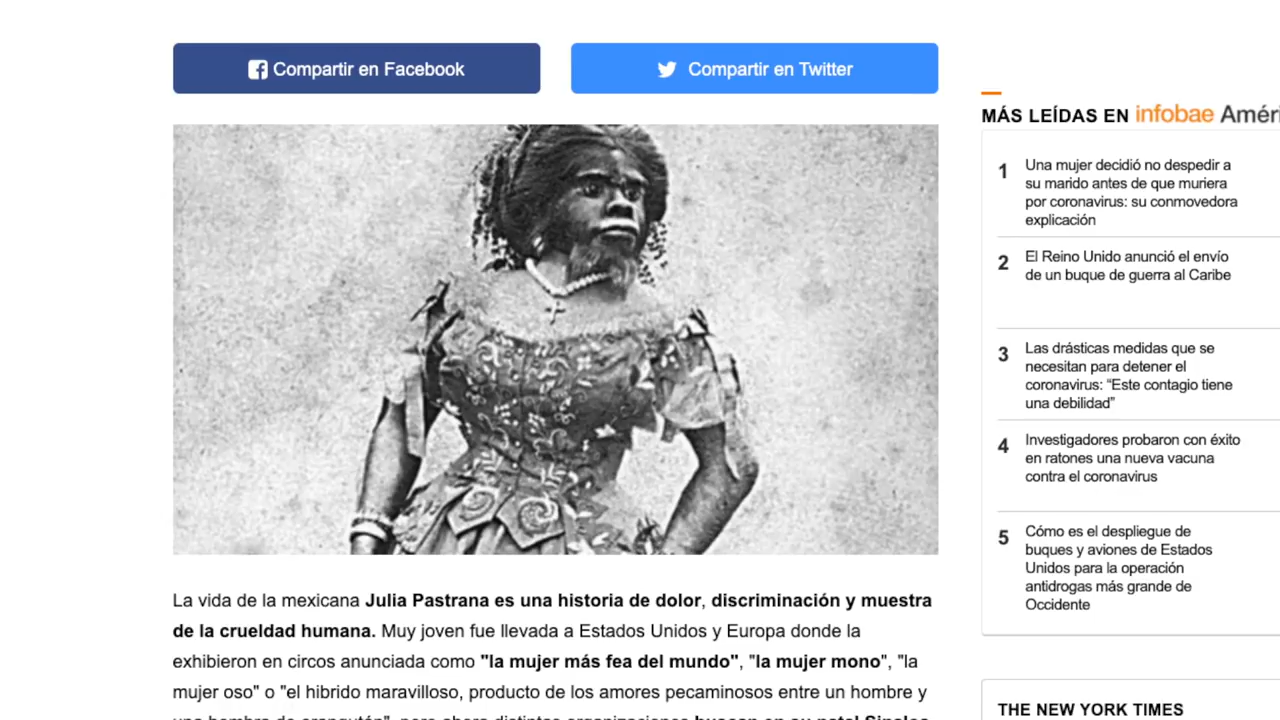 Compartir en Facebook
Compartir en Twitter
MÁS LEÍDAS EN infobae Améri
1 Una mujer decidió no despedir a
su marido antes de que muriera
por coronavirus: su conmovedora
explicación
2 El Reino Unido anunció el envío
de un buque de guerra al Caribe
3 Las drásticas medidas que se
necesitan para detener el
coronavirus: “Este contagio tiene
una debilidad”
4 Investigadores probaron con éxito
en ratones una nueva vacuna
contra el coronavirus
5 Cómo es el despliegue de
buques y aviones de Estados
Unidos para la operación
antidrogas más grande de
Occidente
La vida de la mexicana Julia Pastrana es una historia de dolor, discriminación y muestra
de la crueldad humana. Muy joven fue llevada a Estados Unidos y Europa donde la
exhibieron en circos anunciada como "la mujer más fea del mundo", "la mujer mono", "la
mujer oso" o "el hibrido maravilloso, producto de los amores pecaminosos entre un hombre y
una hembra de orangután", pero ahora distintas organizaciones buscan en su natal Sinaloa
THE NEW YORK TIMES